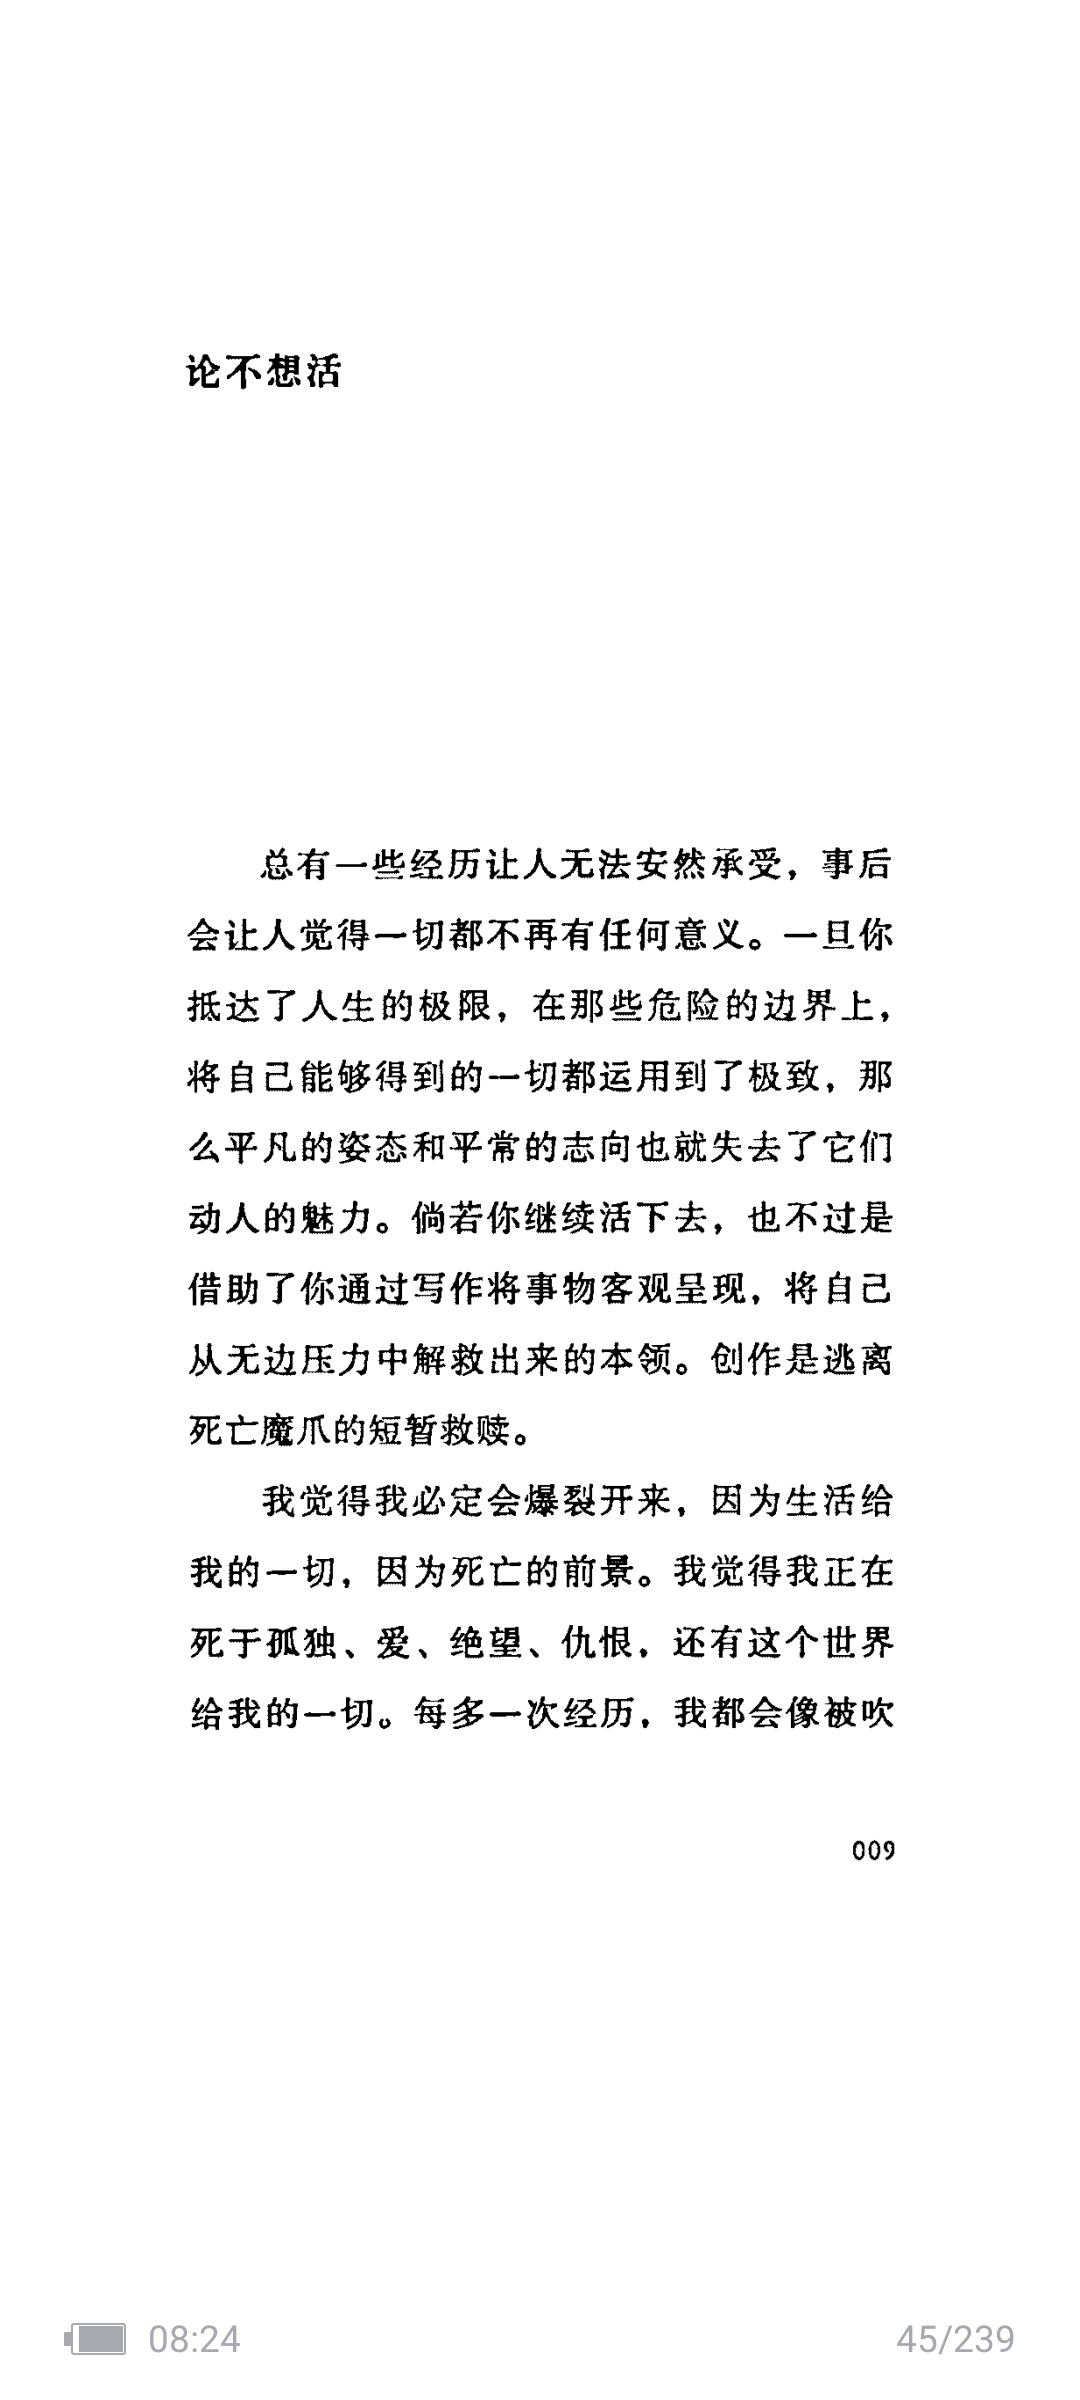 论不想活
总有一些经历让人无法安然承受，事后
会让人觉得一切都不再有任何意义。一旦你
抵达了人生的极限，在那些危险的边界上，
将自己能够得到的一切都运用到了极致，那
么平凡的姿态和平常的志向也就失去了它们
动人的魅力。倘若你继续活下去，也不过是
借助了你通过写作将事物客观呈现，将自己
从无边压力中解救出来的本领。创作是逃离
死亡魔爪的短暂救赎。
我觉得我必定会爆裂开来，因为生活给
我的一切，因为死亡的前景。我觉得我正在
死于孤独、爱、绝望、仇恨，还有这个世界
给我的一切。每多一次经历，我都会像被吹
009
08:24
45/239